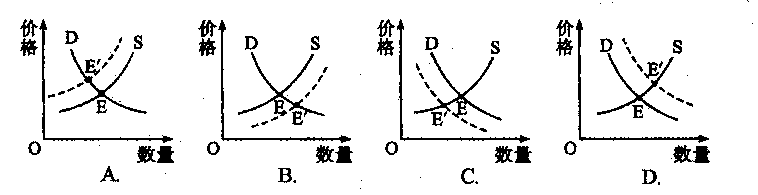 价格 D S E′ E O 数量
A.
价格 D S E E′ O 数量
B.
价格 D S E′ E O 数量
C.
价格 D S E′ E O 数量
D.